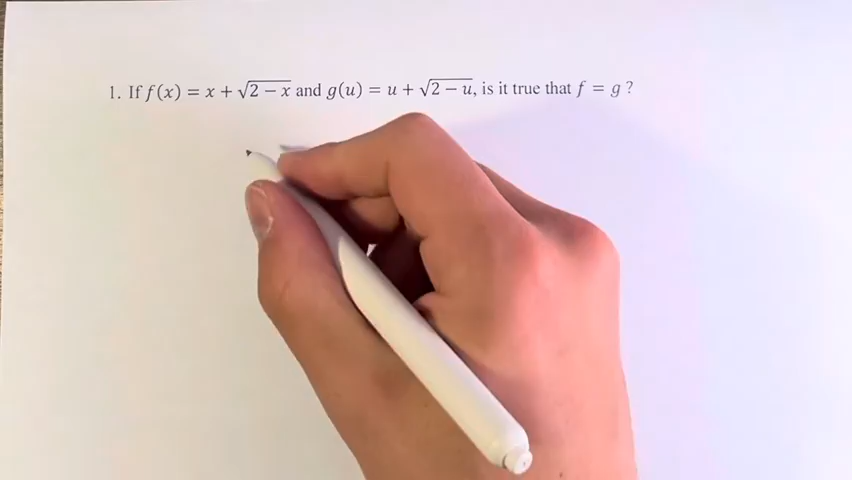 1. If f(x) = x + √2 − x and g(u) = u + √2 − u, is it true that f = g ?